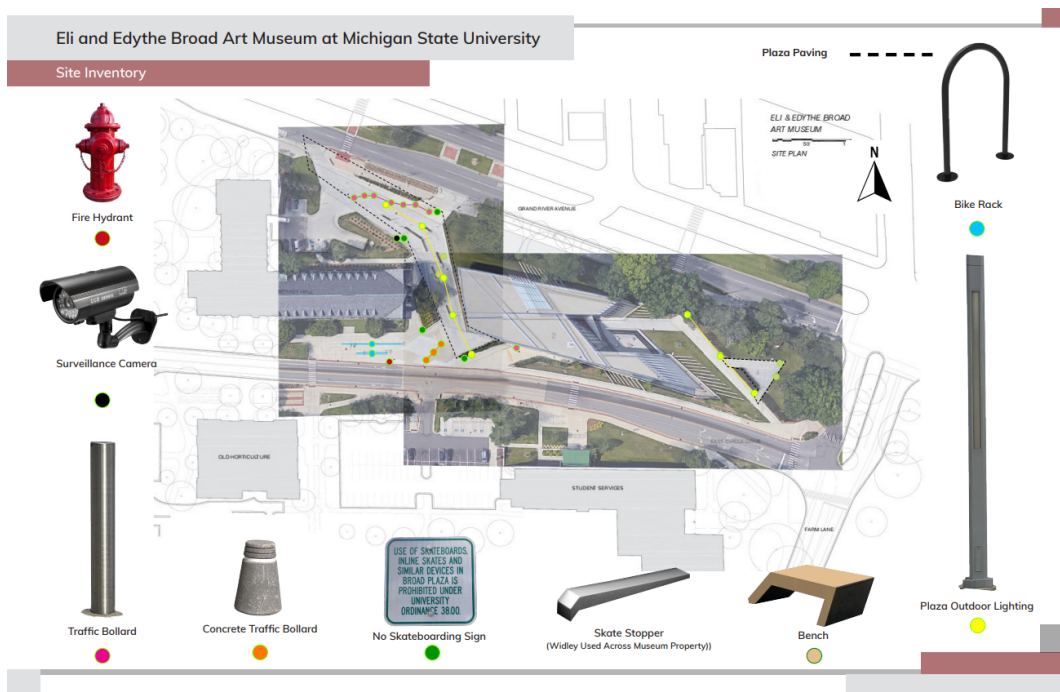 Eli and Edythe Broad Art Museum at Michigan State University
Site Inventory
Plaza Paving
ELI & EDYTHE BROAD
ART MUSEUM
50'
SITE PLAN
N
GRAND RIVER AVENUE
Fire Hydrant
Bike Rack
Surveillance Camera
OLD HORTICULTURE
STUDENT SERVICES
FARM LANE
USE OF SKATEBOARDS,
INLINE SKATES AND
SIMILAR DEVICES IN
BROAD PLAZA IS
PROHIBITED UNDER
UNIVERSITY
ORDINANCE 38.00.
Traffic Bollard
Concrete Traffic Bollard
No Skateboarding Sign
Skate Stopper
(Widley Used Across Museum Property))
Bench
Plaza Outdoor Lighting